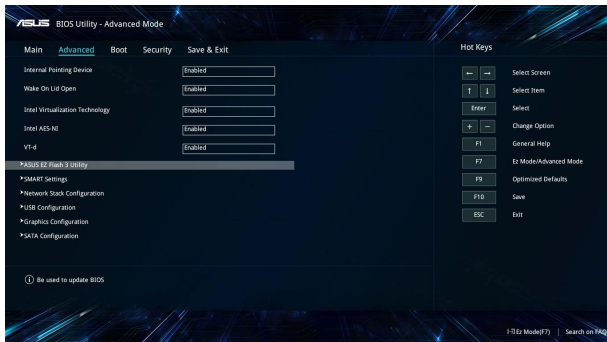 ASUS BIOS Utility - Advanced Mode
Main Advanced Boot Security Save & Exit
Internal Pointing Device Enabled
Wake On Lid Open Enabled
Intel Virtualization Technology Enabled
Intel AES-NI Enabled
VT-d Enabled
ASUS EZ Flash 3 Utility
SMART Settings
Network Stack Configuration
USB Configuration
Graphics Configuration
SATA Configuration
Be used to update BIOS
Hot Keys
← → Select Screen
↑ ↓ Select Item
Enter Select
+ − Change Option
F1 General Help
F7 Ez Mode/Advanced Mode
F9 Optimized Defaults
F10 Save
ESC Exit
Ez Mode(F7) | Search on FAQ